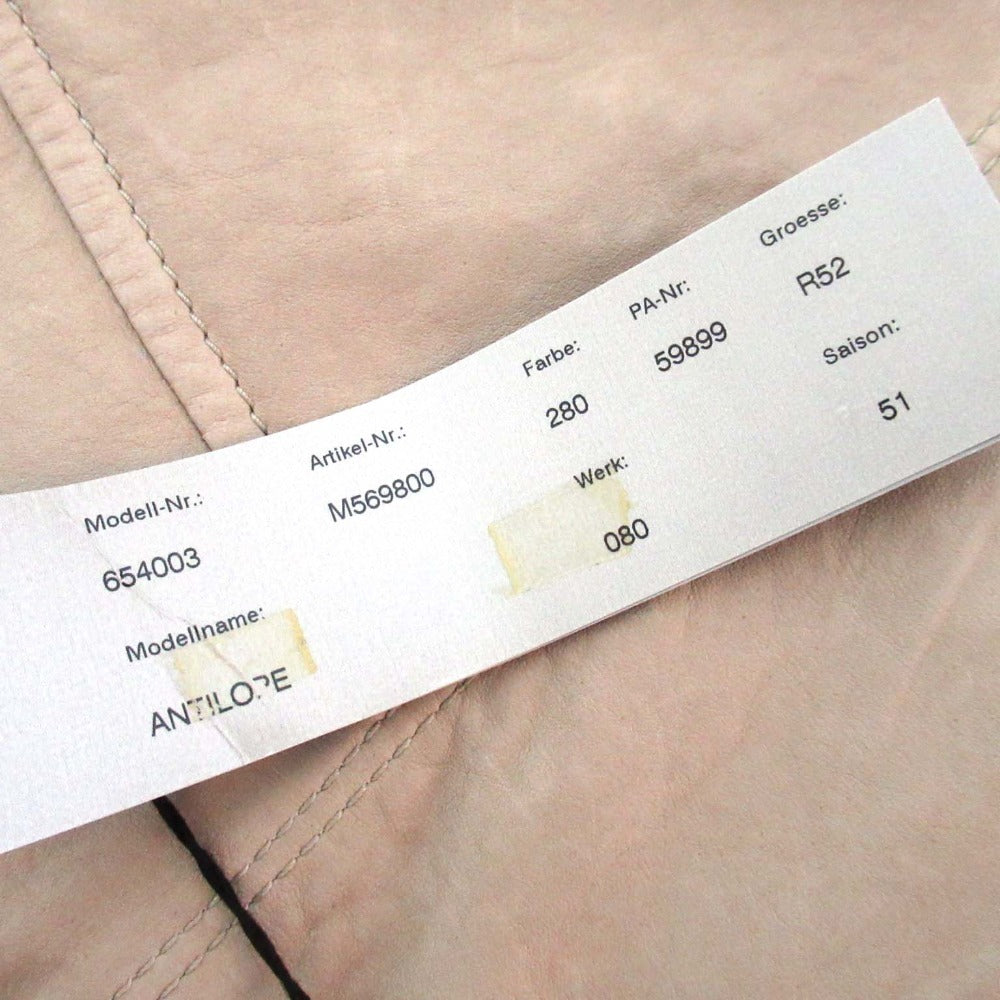 Modell-Nr.: Artikel-Nr.: Farbe: PA-Nr: Groesse:
654003 M569800 280 59899 R52
Modellname: Werk: Saison:
ANTILOPE 080 51